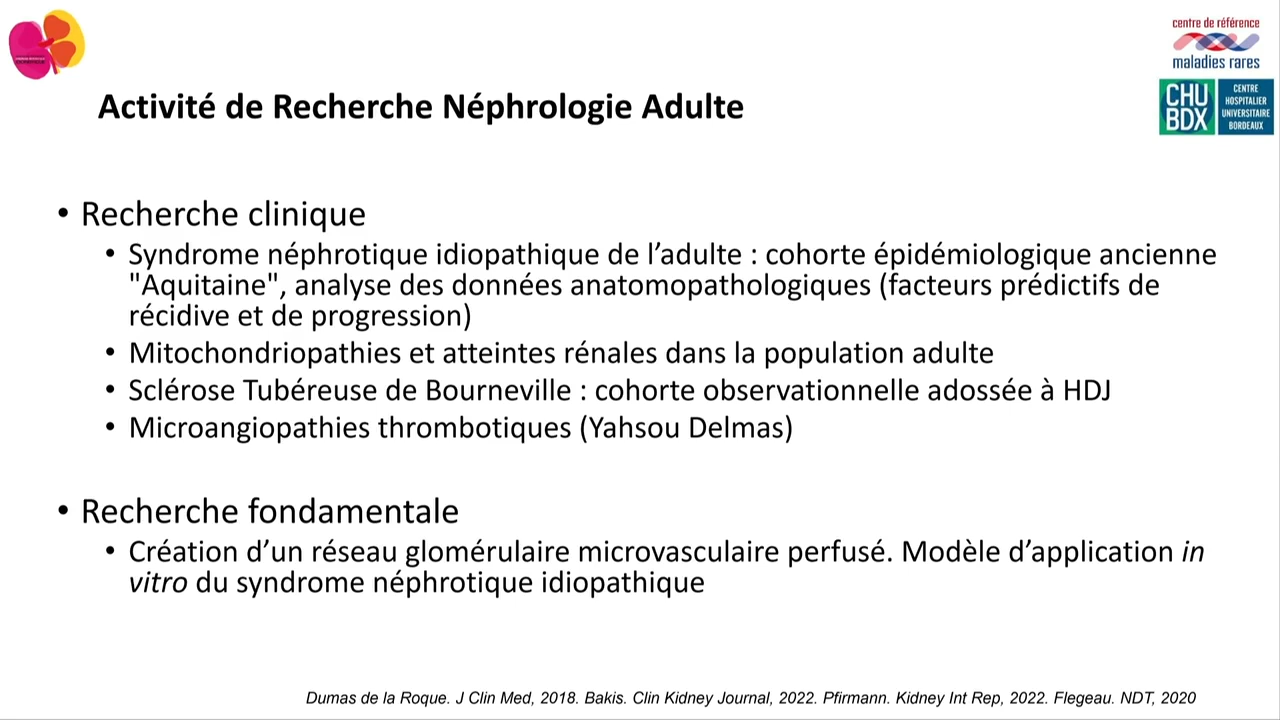 centre de référence
maladies rares
CHU
BDX
CENTRE
HOSPITALIER
UNIVERSITAIRE
BORDEAUX
Activité de Recherche Néphrologie Adulte
• Recherche clinique
• Syndrome néphrotique idiopathique de l’adulte : cohorte épidémiologique ancienne
"Aquitaine", analyse des données anatomopathologiques (facteurs prédictifs de
récidive et de progression)
• Mitochondriopathies et atteintes rénales dans la population adulte
• Sclérose Tubéreuse de Bourneville : cohorte observationnelle adossée à HDJ
• Microangiopathies thrombotiques (Yahsou Delmas)
• Recherche fondamentale
• Création d’un réseau glomérulaire microvasculaire perfusé. Modèle d’application in
vitro du syndrome néphrotique idiopathique
Dumas de la Roque. J Clin Med, 2018. Bakis. Clin Kidney Journal, 2022. Pfirmann. Kidney Int Rep, 2022. Flegeau. NDT, 2020